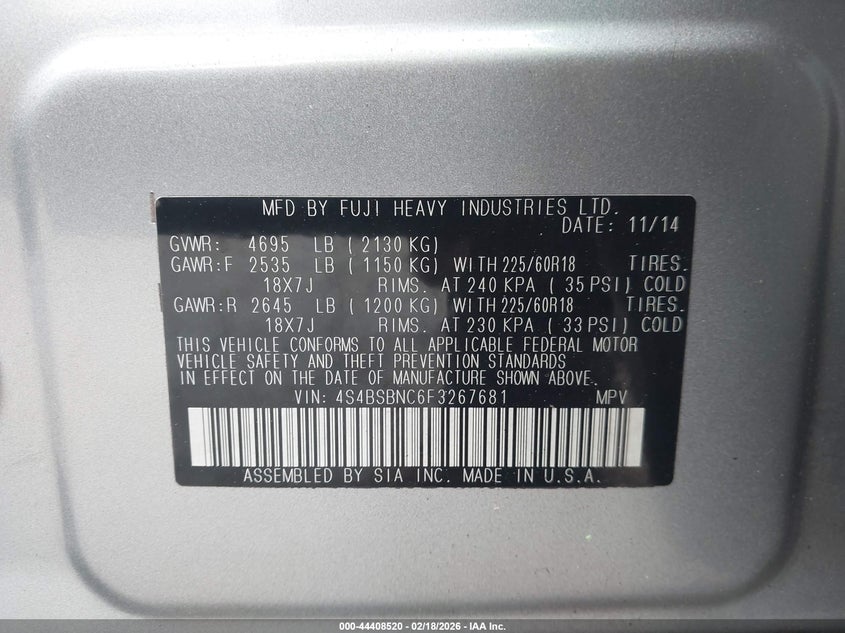 MFD BY FUJI HEAVY INDUSTRIES LTD.
DATE: 11/14
GVWR: 4695 LB ( 2130 KG)
GAWR:F 2535 LB ( 1150 KG) WITH 225/60R18 TIRES.
18X7J RIMS. AT 240 KPA ( 35 PSI) COLD
GAWR:R 2645 LB ( 1200 KG) WITH 225/60R18 TIRES.
18X7J RIMS. AT 230 KPA ( 33 PSI) COLD
THIS VEHICLE CONFORMS TO ALL APPLICABLE FEDERAL MOTOR
VEHICLE SAFETY AND THEFT PREVENTION STANDARDS
IN EFFECT ON THE DATE OF MANUFACTURE SHOWN ABOVE.
VIN: 4S4BSBNC6F3267681 MPV
ASSEMBLED BY SIA INC. MADE IN U.S.A.
000-44408520 - 02/18/2026 - IAA Inc.